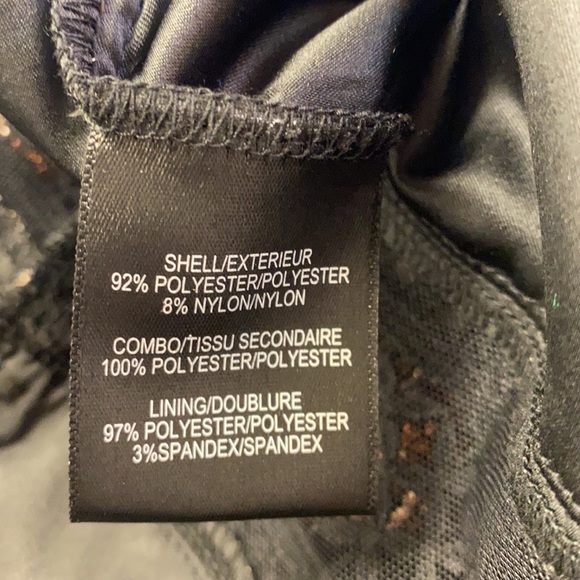 SHELL/EXTERIEUR
92% POLYESTER/POLYESTER
8% NYLON/NYLON
COMBO/TISSU SECONDAIRE
100% POLYESTER/POLYESTER
LINING/DOUBLURE
97% POLYESTER/POLYESTER
3%SPANDEX/SPANDEX